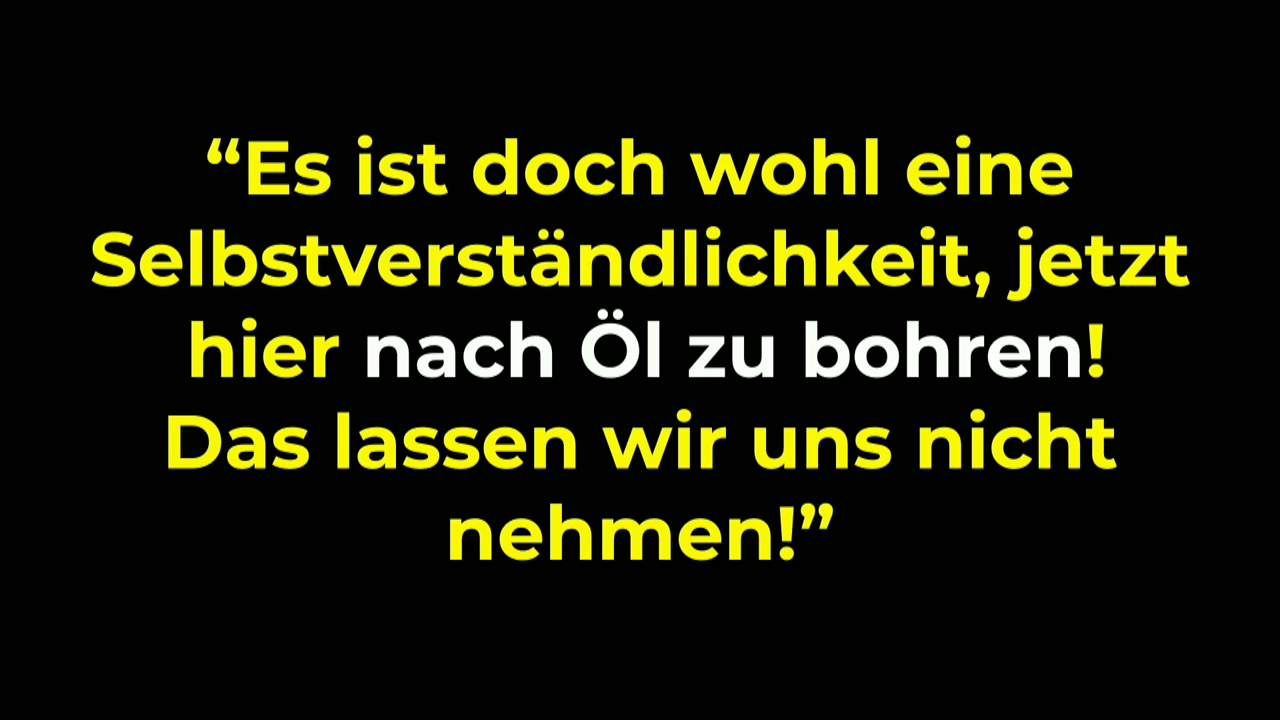 “Es ist doch wohl eine
Selbstverständlichkeit, jetzt
hier nach Öl zu bohren!
Das lassen wir uns nicht
nehmen!”